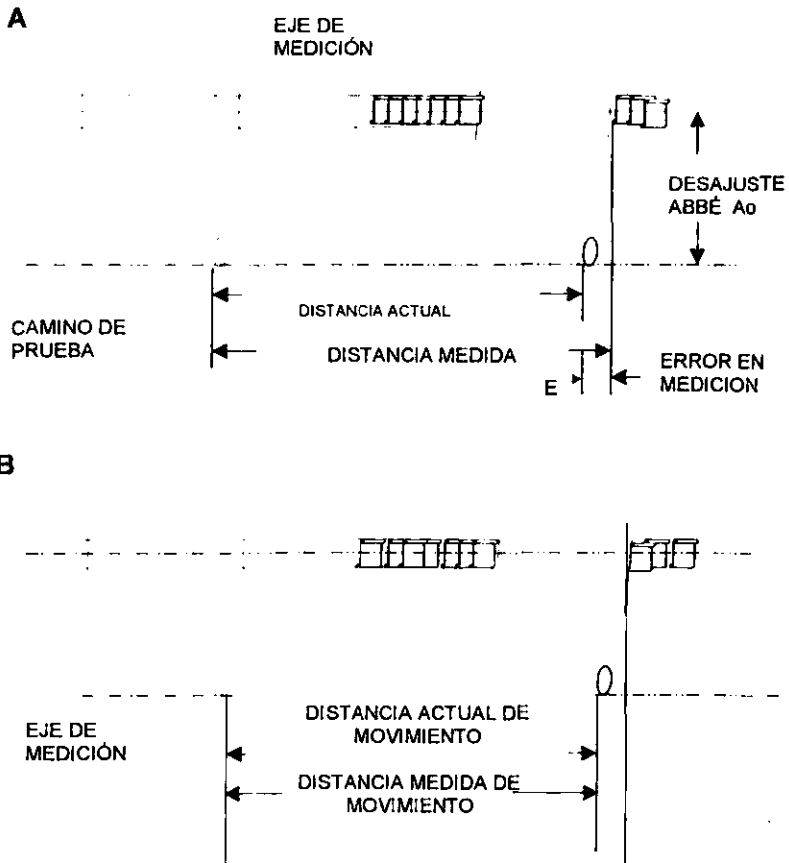 A
EJE DE
MEDICIÓN
DESAJUSTE
ABBÉ Ao
DISTANCIA ACTUAL
CAMINO DE
PRUEBA
DISTANCIA MEDIDA
E
ERROR EN
MEDICION
B
EJE DE
MEDICIÓN
DISTANCIA ACTUAL DE
MOVIMIENTO
DISTANCIA MEDIDA DE
MOVIMIENTO